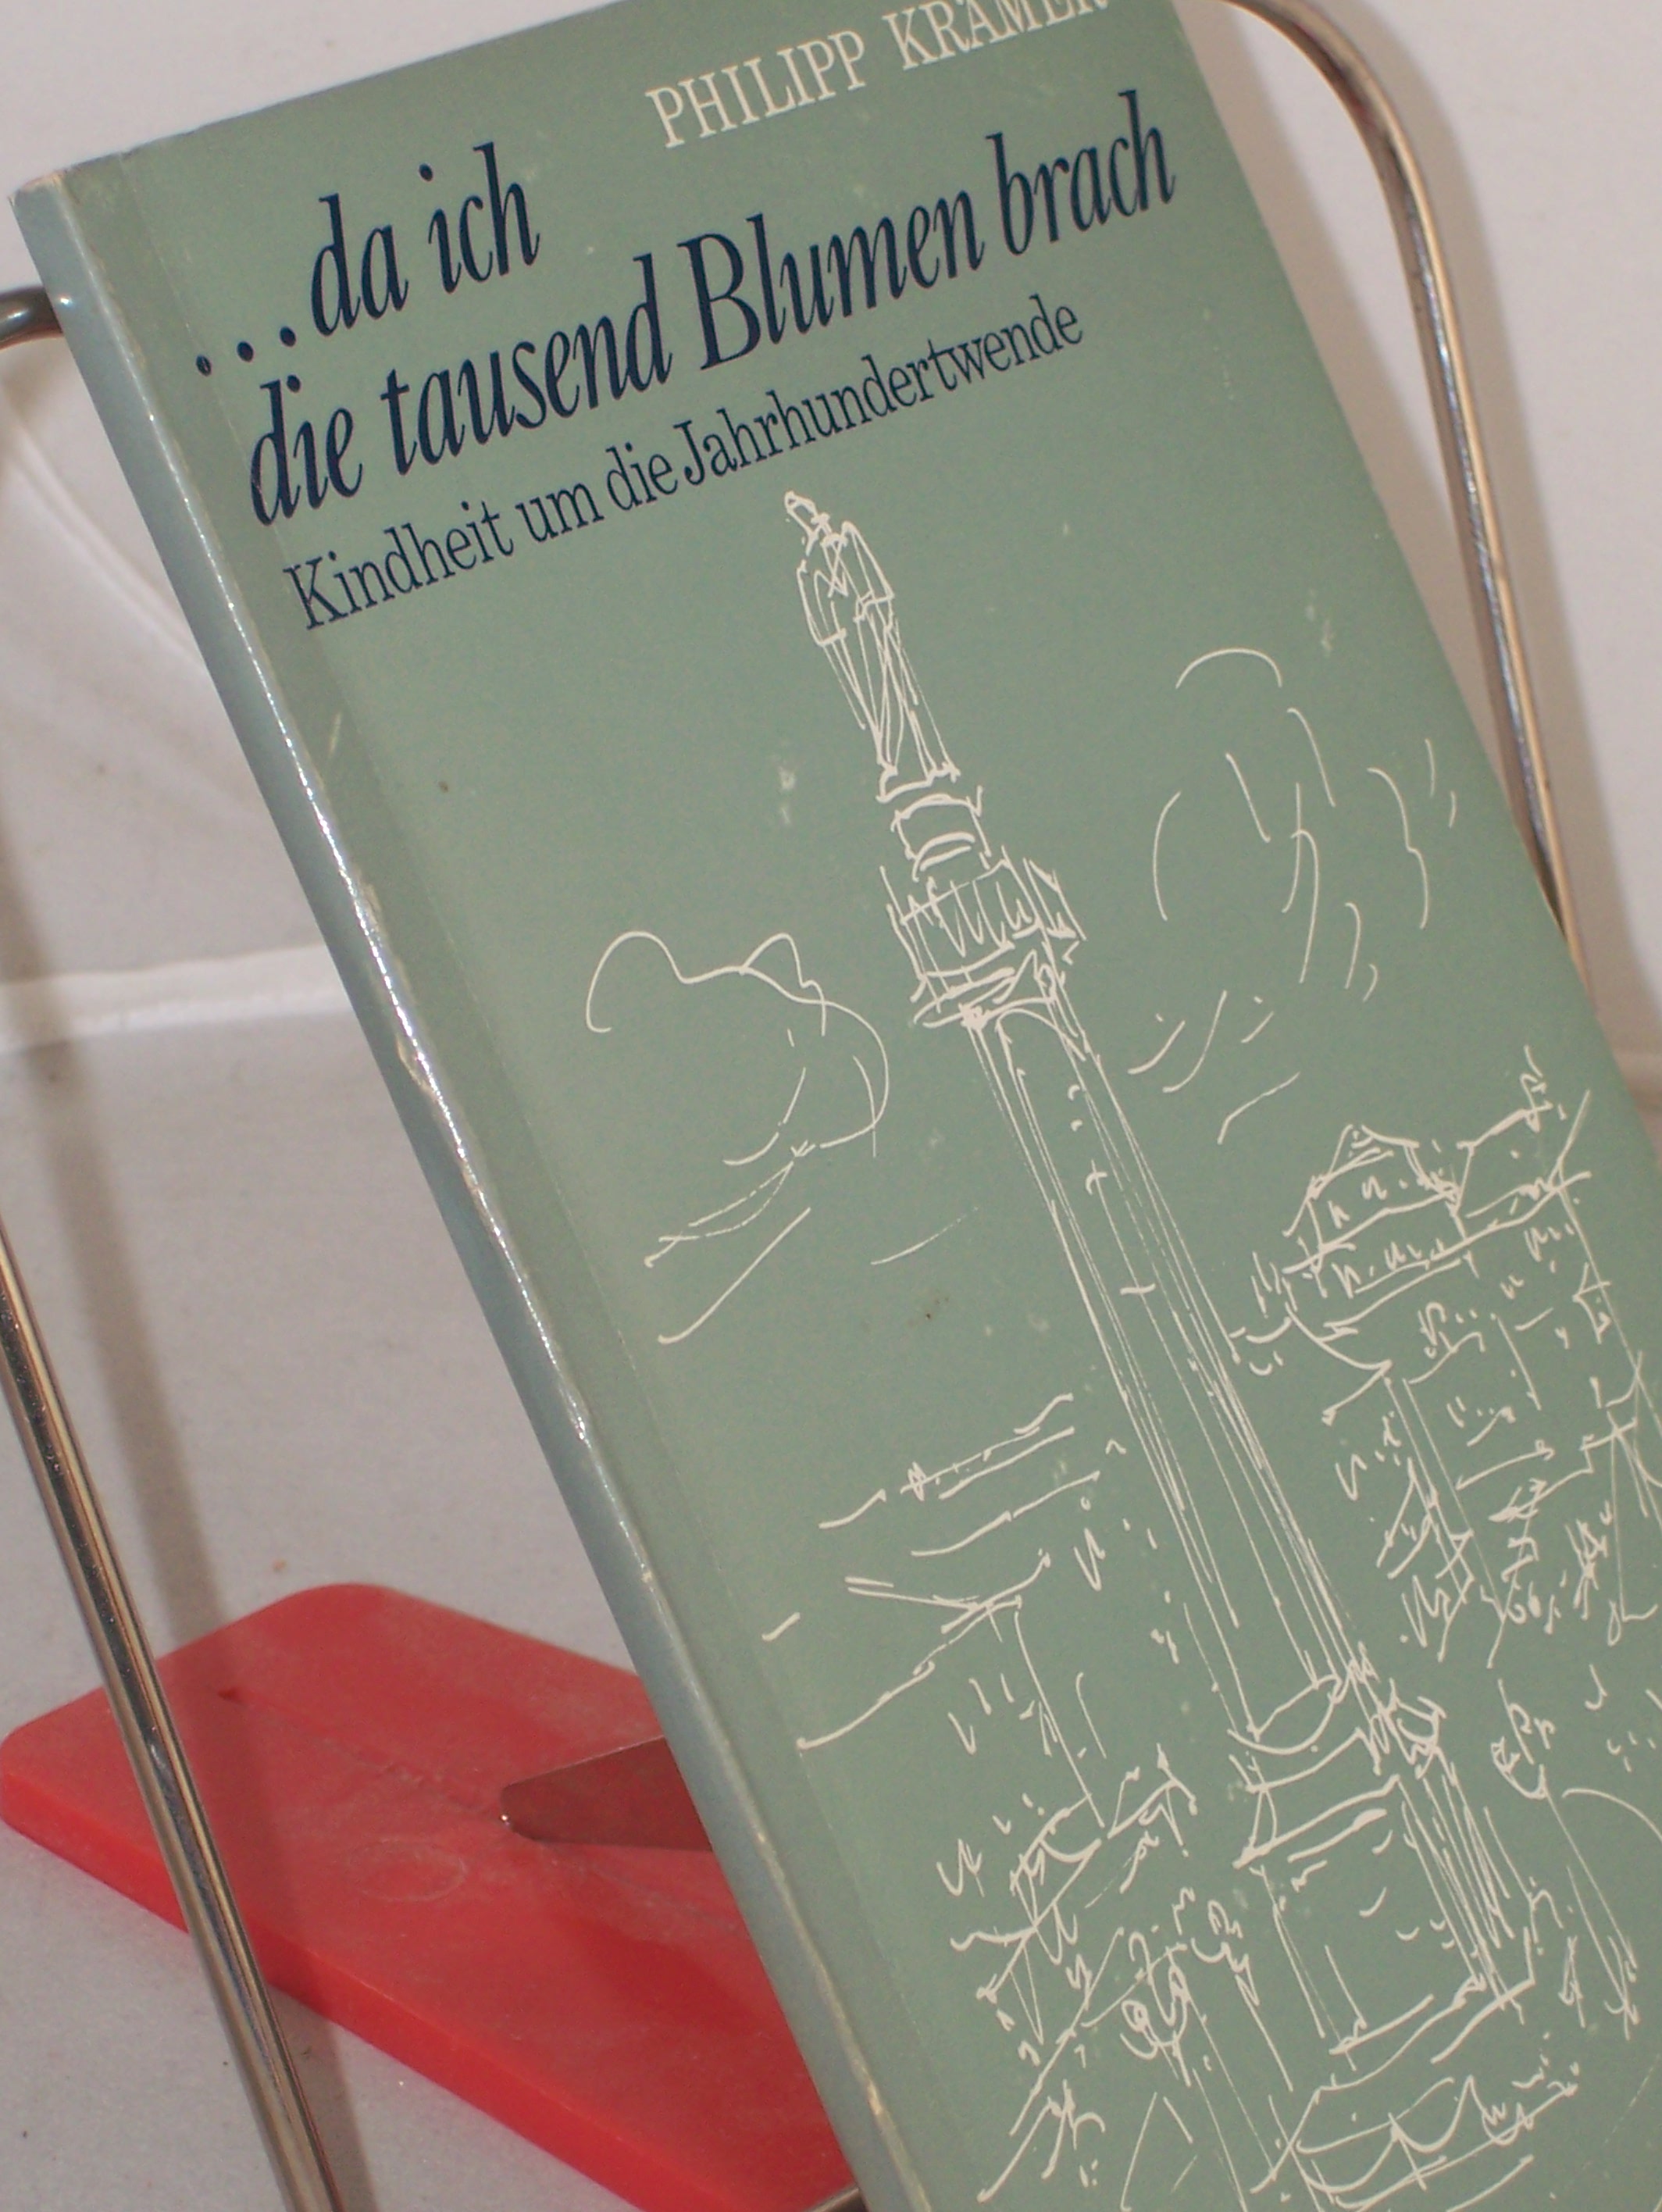 PHILIPP KRÄMER
...da ich
die tausend Blumen brach
Kindheit um die Jahrhundertwende